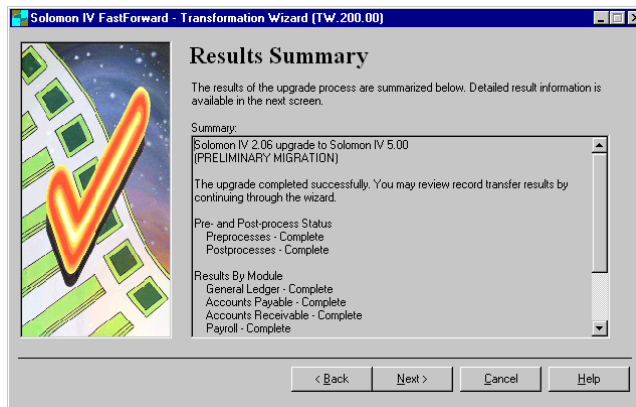 Solomon IV FastForward - Transformation Wizard (TW.200.00)
Results Summary
The results of the upgrade process are summarized below. Detailed result information is
available in the next screen.
Summary:
Solomon IV 2.06 upgrade to Solomon IV 5.00
(PRELIMINARY MIGRATION)
The upgrade completed successfully. You may review record transfer results by
continuing through the wizard.
Pre- and Post-process Status
Preprocesses - Complete
Postprocesses - Complete
Results By Module
General Ledger - Complete
Accounts Payable - Complete
Accounts Receivable - Complete
Payroll - Complete
< Back
Next >
Cancel
Help